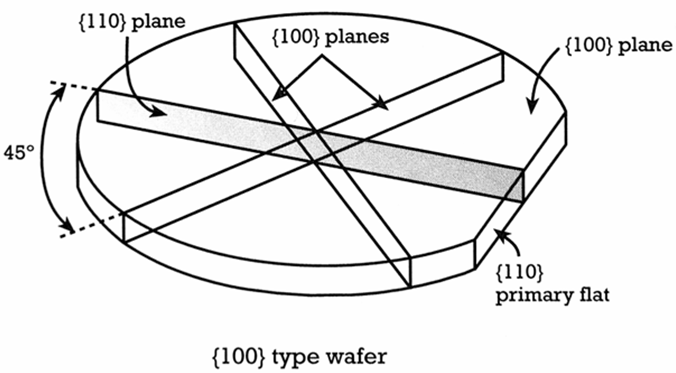 {110} plane
{100} planes
{100} plane
45°
{110}
primary flat
{100} type wafer